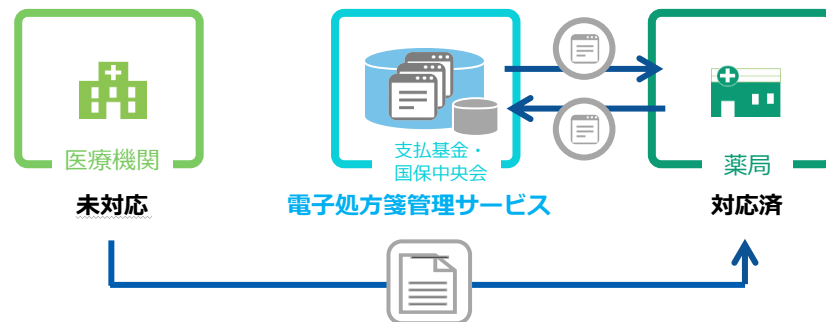 医療機関
支払基金・
国保中央会
薬局
未対応
電子処方箋管理サービス
対応済